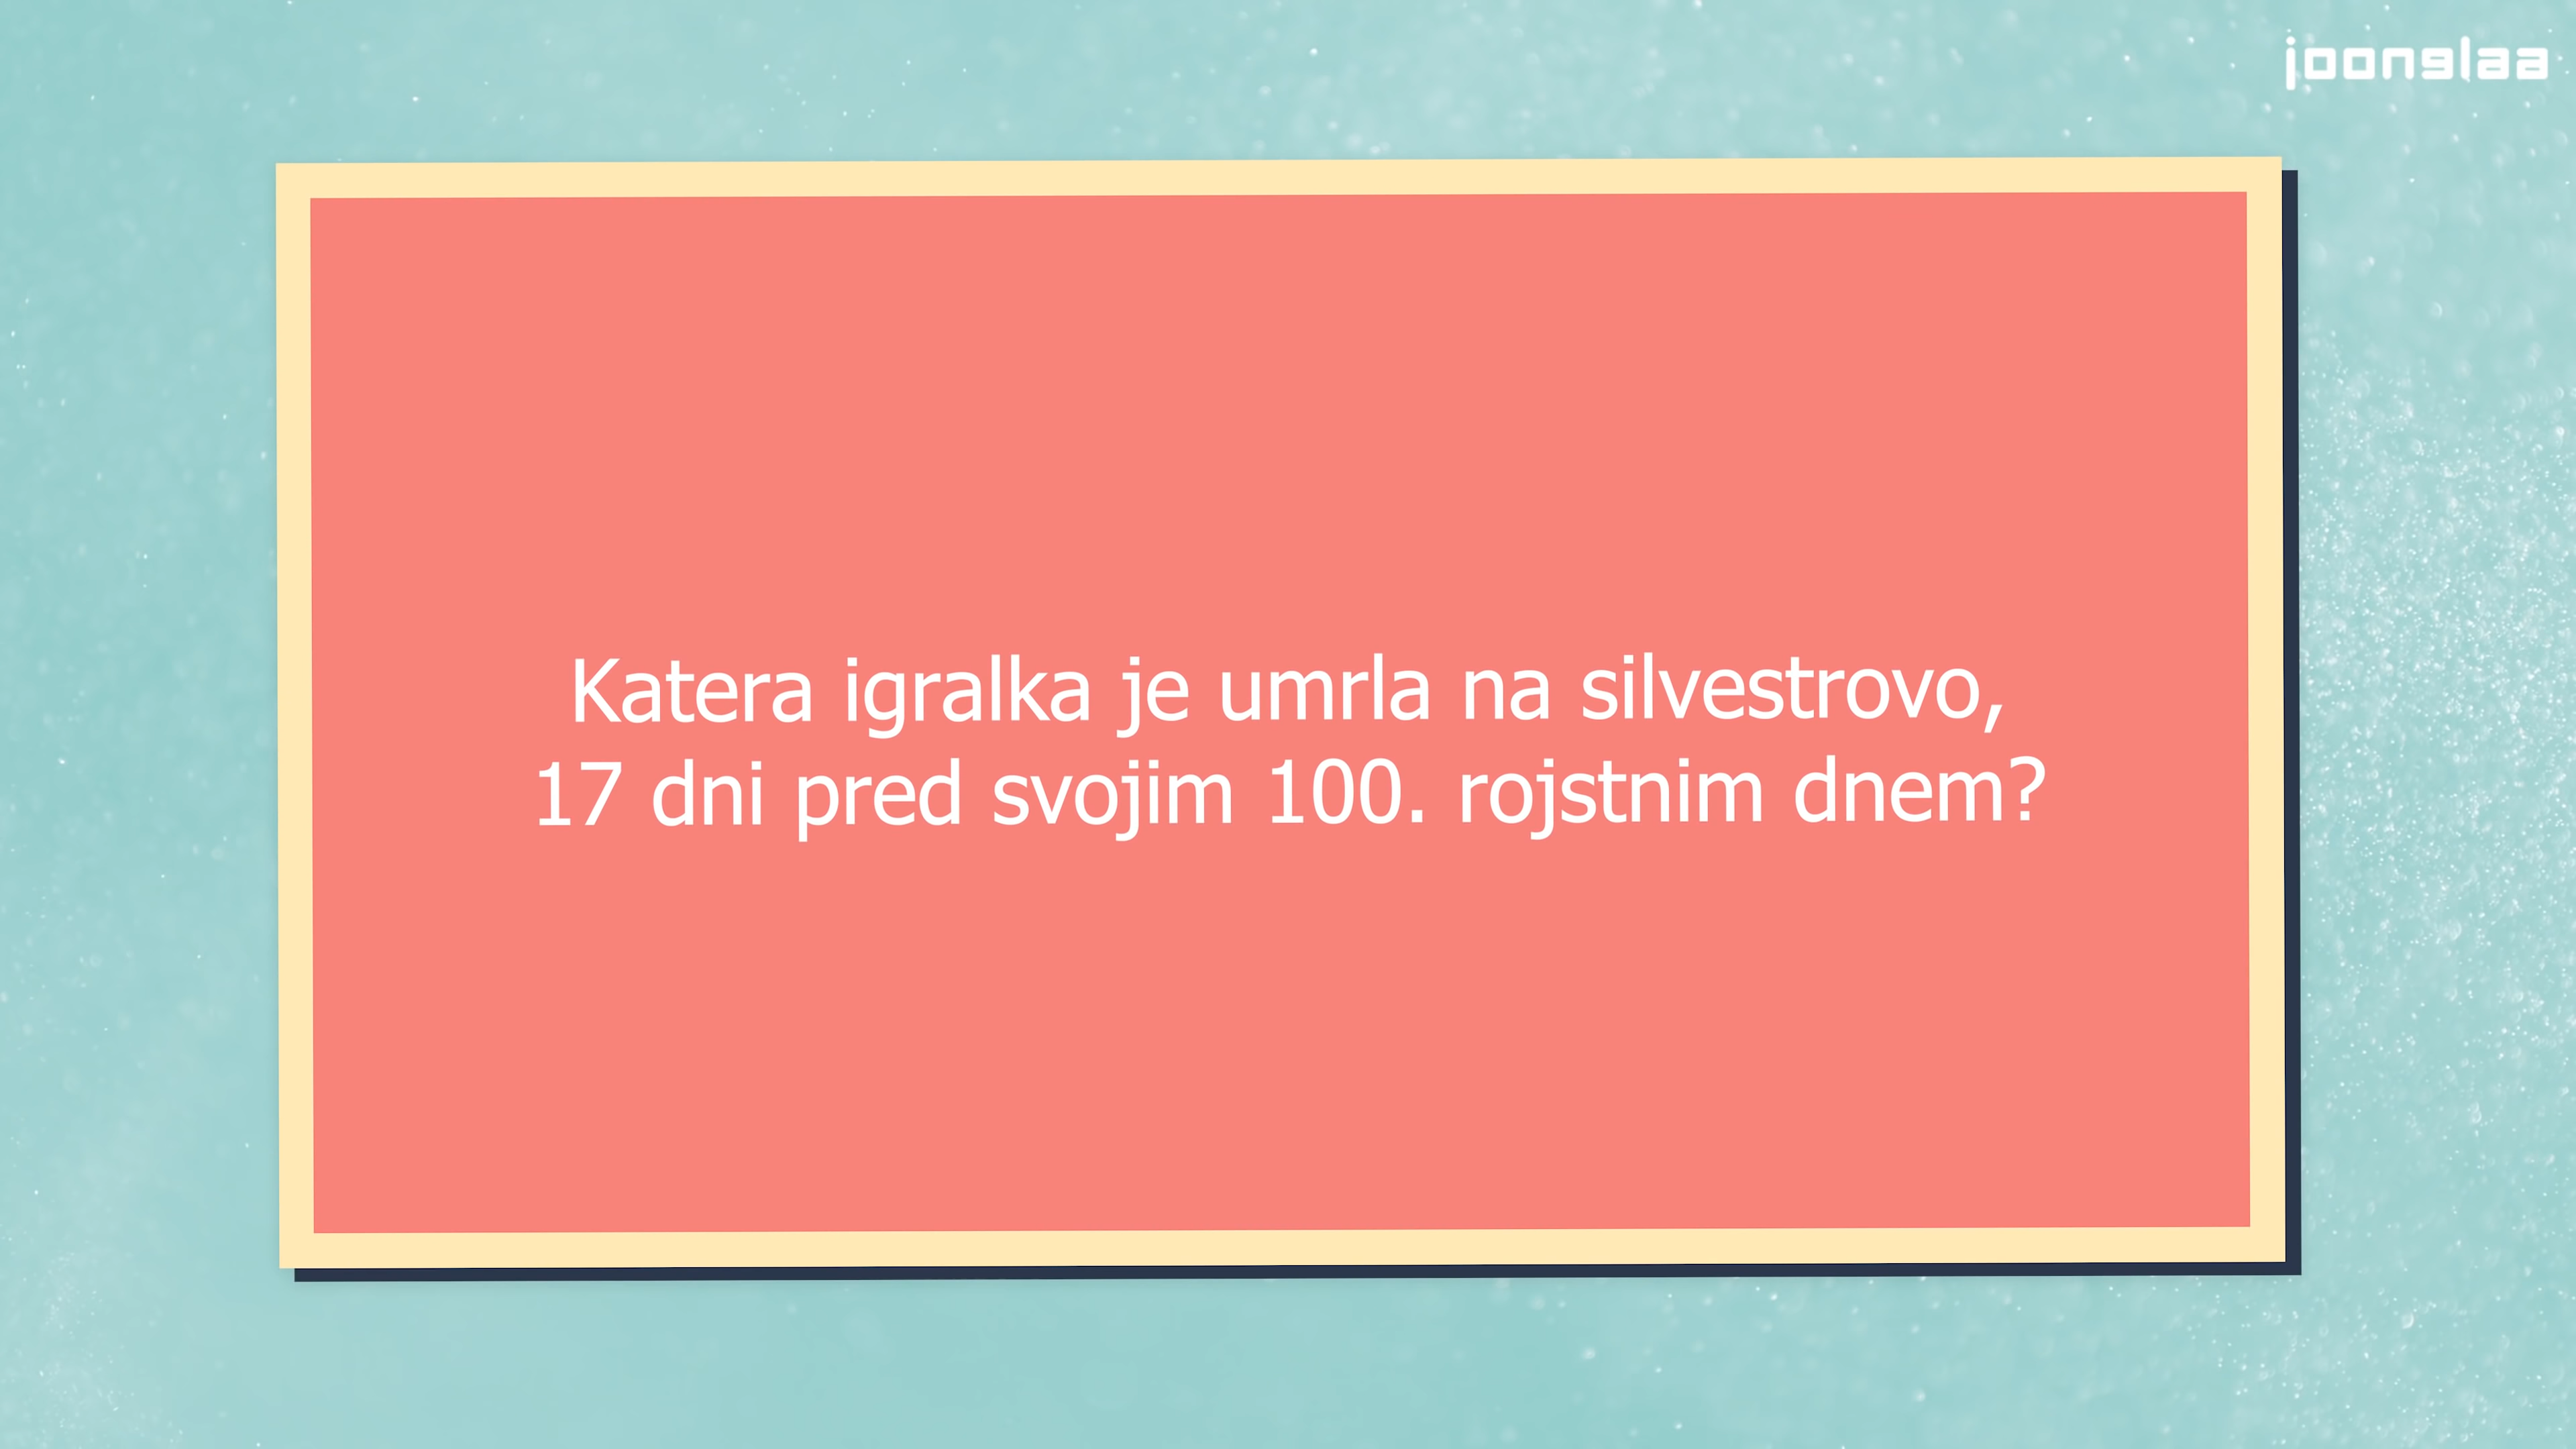 joonglaa
Katera igralka je umrla na silvestrovo,
17 dni pred svojim 100. rojstnim dnem?